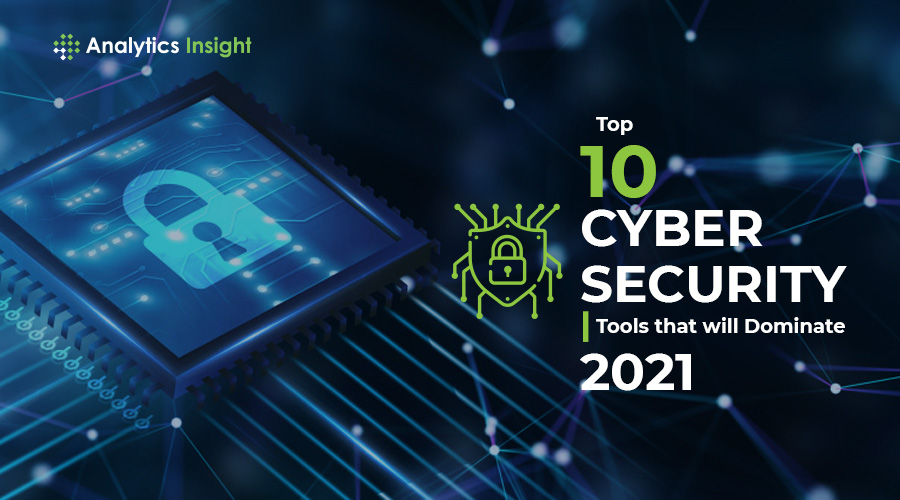 Analytics Insight
Top
10
CYBER
SECURITY
Tools that will Dominate
2021